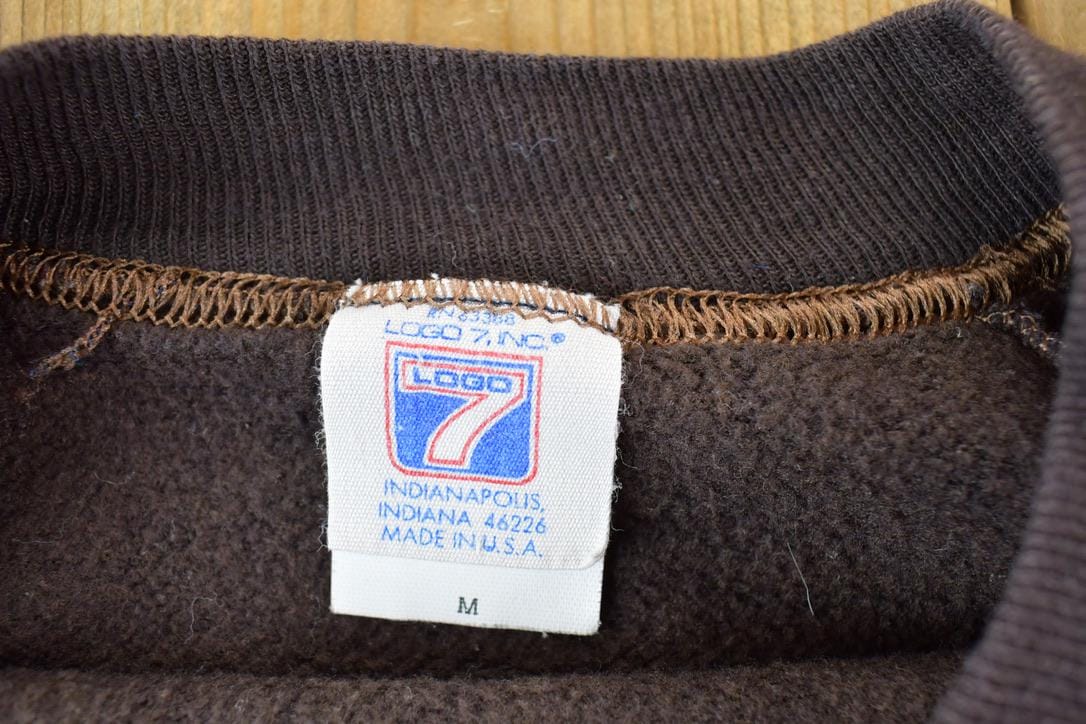 LOGO 7, INC.®
LOGO
7
INDIANAPOLIS,
INDIANA 46226
MADE IN U.S.A.
M